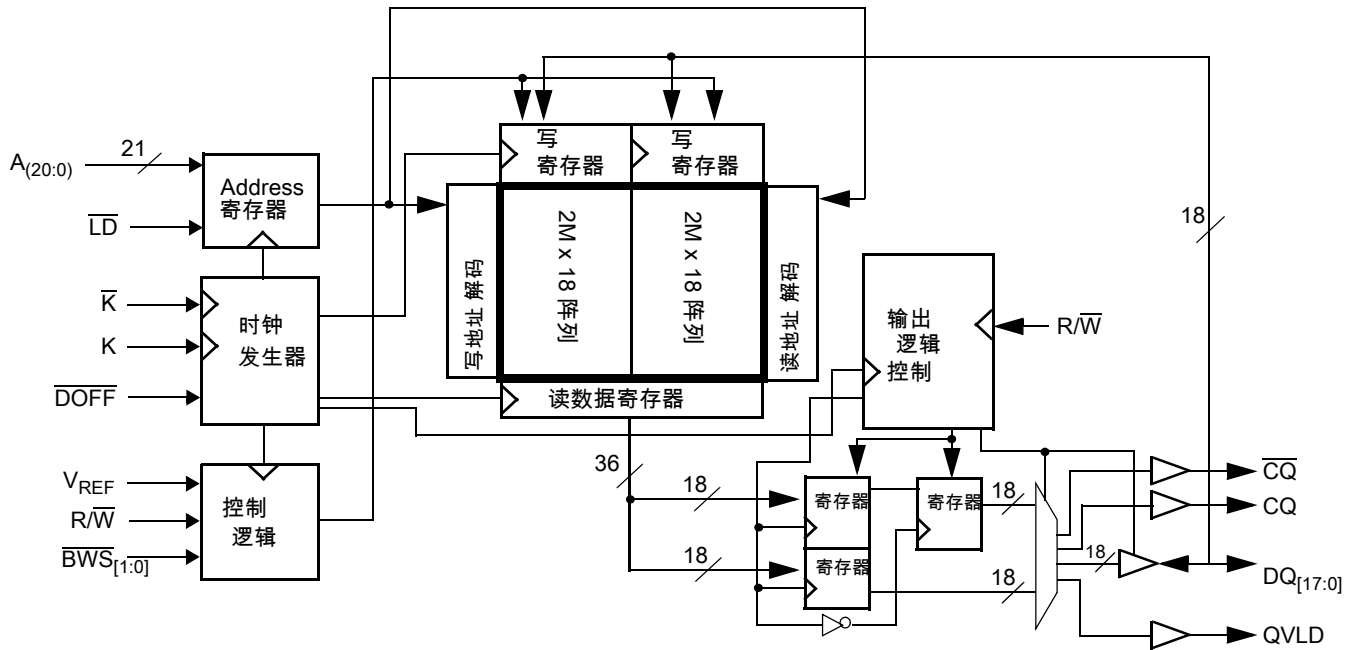 A(20:0)
21
L̅D̅
Address
寄存器
K̅
K
D̅O̅F̅F̅
时钟
发生器
VREF
R/W̅
B̅W̅S̅[1:0]
控制
逻辑
写
寄存器
写
寄存器
写地址 解码
2M x 18 阵列
2M x 18 阵列
读地址 解码
读数据寄存器
36
18
18
输出
逻辑
控制
R/W̅
寄存器
寄存器
寄存器
18
18
18
18
C̅Q̅
CQ
DQ[17:0]
QVLD